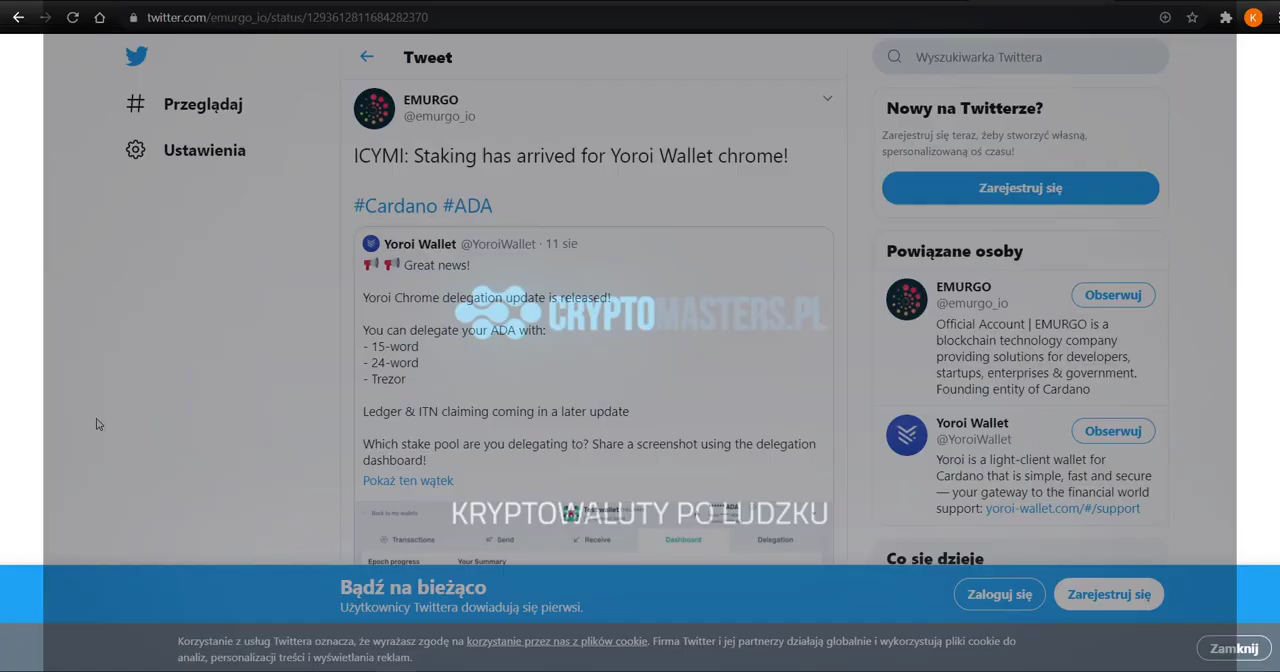 twitter.com/emurgo_io/status/1293612811684282370
K
Tweet
Wyszukiwarka Twittera
Przeglądaj
Ustawienia
EMURGO
@emurgo_io
ICYMI: Staking has arrived for Yoroi Wallet chrome!
#Cardano #ADA
Yoroi Wallet @YoroiWallet · 11 sie
Great news!
Yoroi Chrome delegation update is released!
You can delegate your ADA with:
- 15-word
- 24-word
- Trezor
Ledger & ITN claiming coming in a later update
Which stake pool are you delegating to? Share a screenshot using the delegation
dashboard!
Pokaż ten wątek
CRYPTOMASTERS.PL
KRYPTOWALUTY PO LUDZKU
Back to my wallets
Test wallet
ADA
Transactions
Send
Receive
Dashboard
Delegation
Epoch progress
Your Summary
Nowy na Twitterze?
Zarejestruj się teraz, żeby stworzyć własną,
spersonalizowaną oś czasu!
Zarejestruj się
Powiązane osoby
EMURGO
@emurgo_io
Obserwuj
Official Account | EMURGO is a
blockchain technology company
providing solutions for developers,
startups, enterprises & government.
Founding entity of Cardano
Yoroi Wallet
@YoroiWallet
Obserwuj
Yoroi is a light-client wallet for
Cardano that is simple, fast and secure
— your gateway to the financial world
support: yoroi-wallet.com/#/support
Co się dzieje
Bądź na bieżąco
Użytkownicy Twittera dowiadują się pierwsi.
Zaloguj się
Zarejestruj się
Korzystanie z usług Twittera oznacza, że wyrażasz zgodę na korzystanie przez nas z plików cookie. Firma Twitter i jej partnerzy działają globalnie i wykorzystują pliki cookie do
analiz, personalizacji treści i wyświetlania reklam.
Zamknij